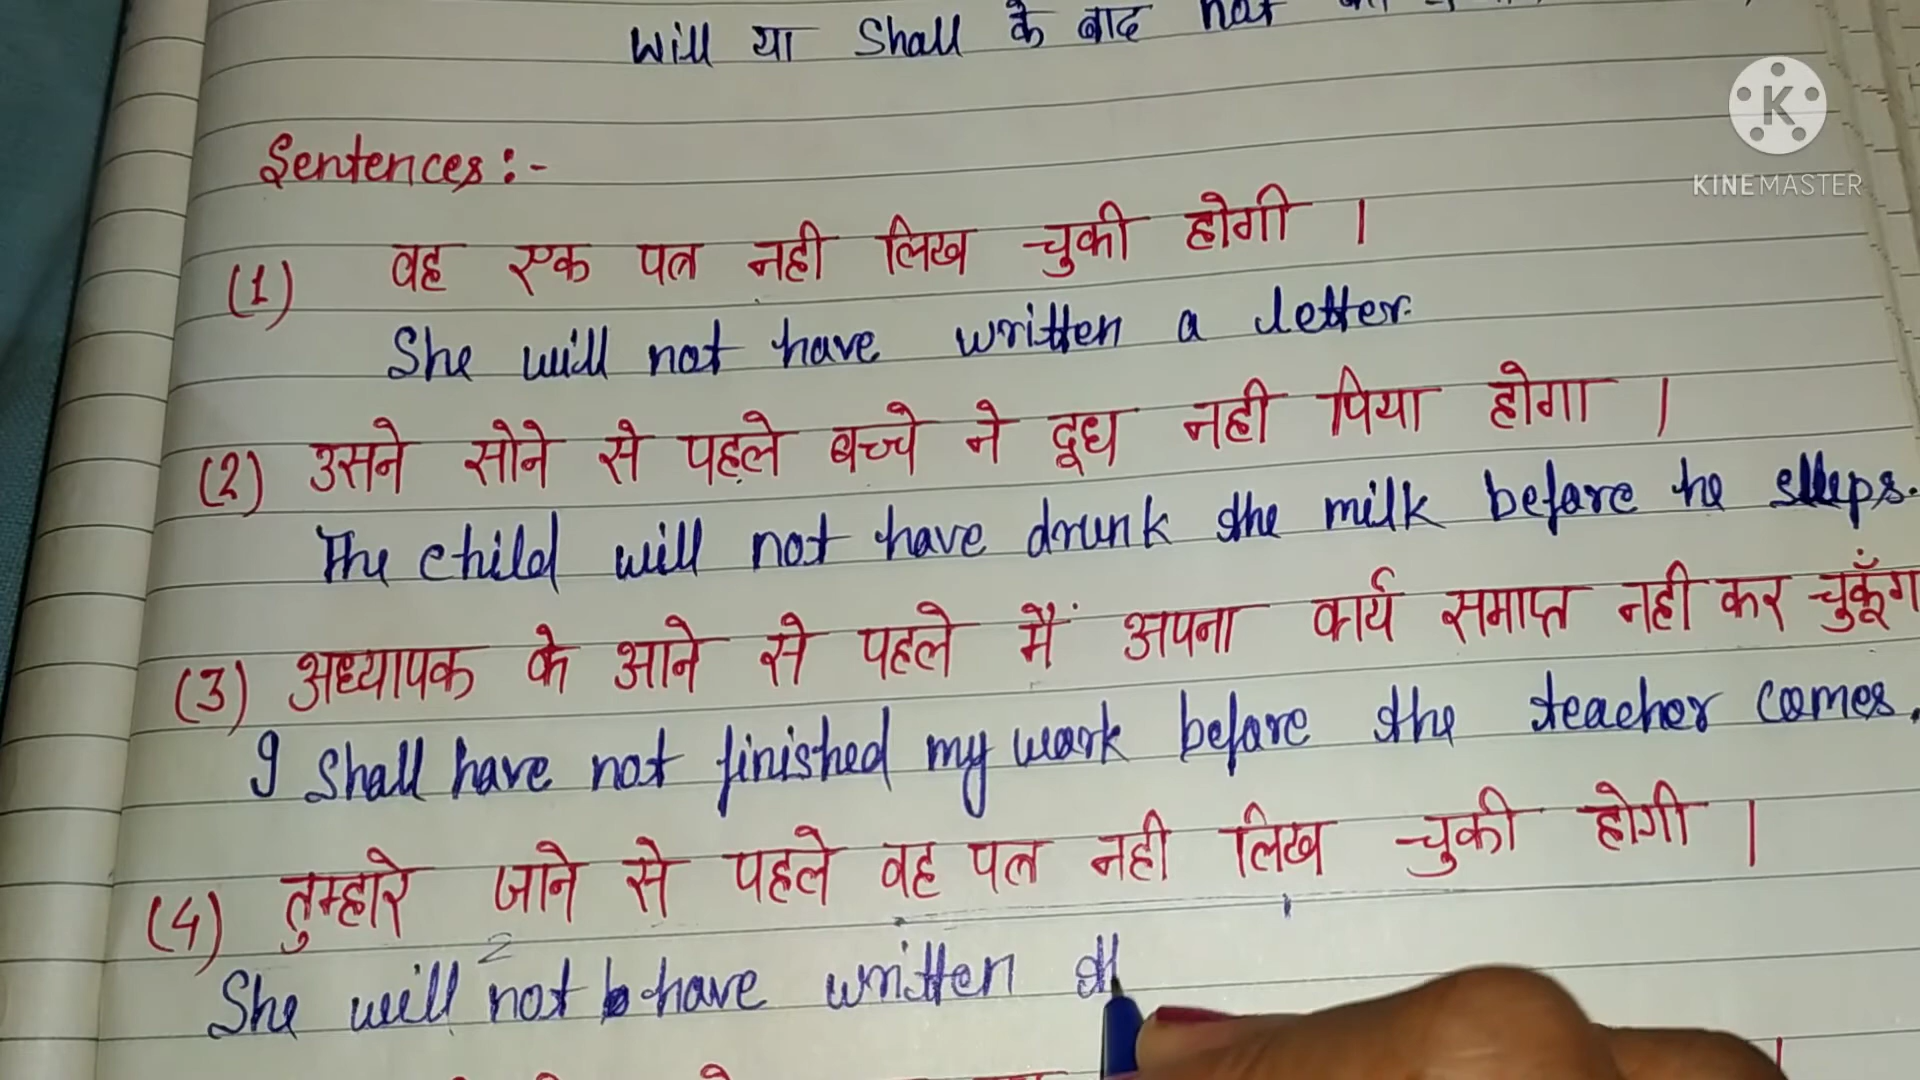 Will या Shall के बाद not
KINEMASTER
Sentences:-
(1) वह एक पत्र नही लिख चुकी होगी ।
She will not have written a letter.
(2) उसने सोने से पहले बच्चे ने दूध नही पिया होगा ।
The child will not have drunk the milk before he sleeps.
(3) अध्यापक के आने से पहले मैं अपना कार्य समाप्त नही कर चुकूँग
I shall have not finished my work before the teacher comes.
(4) तुम्हारे जाने से पहले वह पत्र नही लिख चुकी होगी ।
She will not have written th